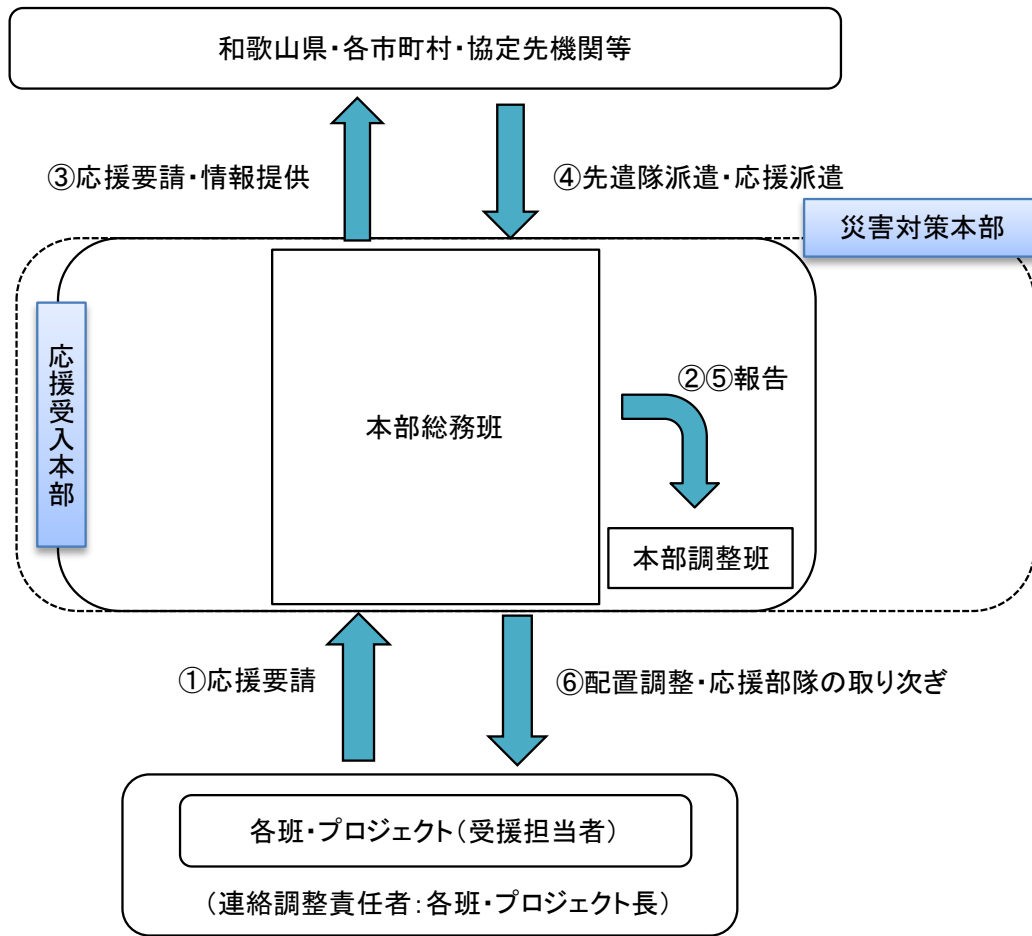 和歌山県・各市町村・協定先機関等
③応援要請・情報提供
④先遣隊派遣・応援派遣
災害対策本部
応援受入本部
②⑤報告
本部総務班
本部調整班
①応援要請
⑥配置調整・応援部隊の取り次ぎ
各班・プロジェクト(受援担当者)
(連絡調整責任者:各班・プロジェクト長)